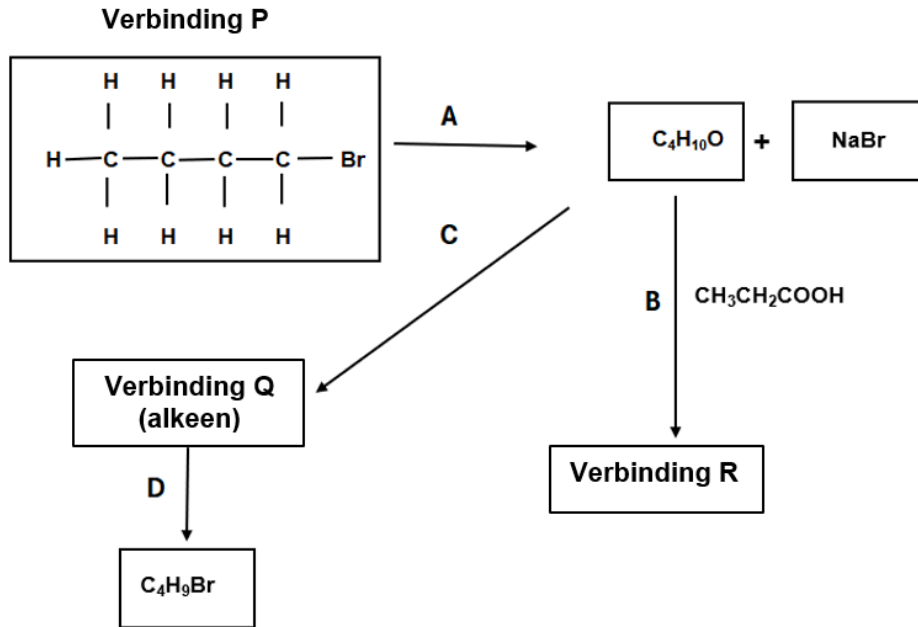 Verbinding P
H H H H
H C C C C Br
H H H H
A
C₄H₁₀O + NaBr
C
B CH₃CH₂COOH
Verbinding Q
(alkeen)
Verbinding R
D
C₄H₉Br